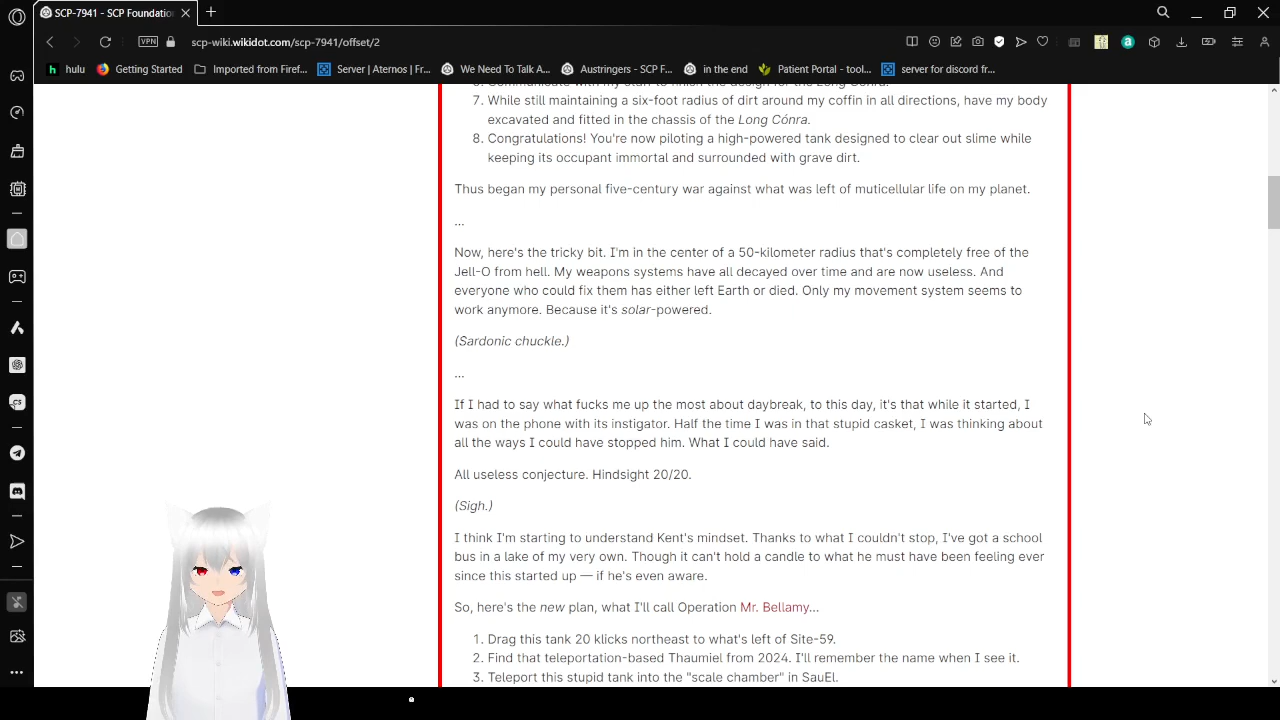 SCP-7941 - SCP Foundatio
scp-wiki.wikidot.com/scp-7941/offset/2
VPN
hulu
Getting Started
Imported from Firef...
Server | Aternos | Fr...
We Need To Talk A...
Austringers - SCP F...
in the end
Patient Portal - tool...
server for discord fr...
7. While still maintaining a six-foot radius of dirt around my coffin in all directions, have my body
excavated and fitted in the chassis of the Long Cónra.
8. Congratulations! You're now piloting a high-powered tank designed to clear out slime while
keeping its occupant immortal and surrounded with grave dirt.
Thus began my personal five-century war against what was left of muticellular life on my planet.
...
Now, here's the tricky bit. I'm in the center of a 50-kilometer radius that's completely free of the
Jell-O from hell. My weapons systems have all decayed over time and are now useless. And
everyone who could fix them has either left Earth or died. Only my movement system seems to
work anymore. Because it's solar-powered.
(Sardonic chuckle.)
...
If I had to say what fucks me up the most about daybreak, to this day, it's that while it started, I
was on the phone with its instigator. Half the time I was in that stupid casket, I was thinking about
all the ways I could have stopped him. What I could have said.
All useless conjecture. Hindsight 20/20.
(Sigh.)
I think I'm starting to understand Kent's mindset. Thanks to what I couldn't stop, I've got a school
bus in a lake of my very own. Though it can't hold a candle to what he must have been feeling ever
since this started up — if he's even aware.
So, here's the new plan, what I'll call Operation Mr. Bellamy...
1. Drag this tank 20 klicks northeast to what's left of Site-59.
2. Find that teleportation-based Thaumiel from 2024. I'll remember the name when I see it.
3. Teleport this stupid tank into the "scale chamber" in SauEl.